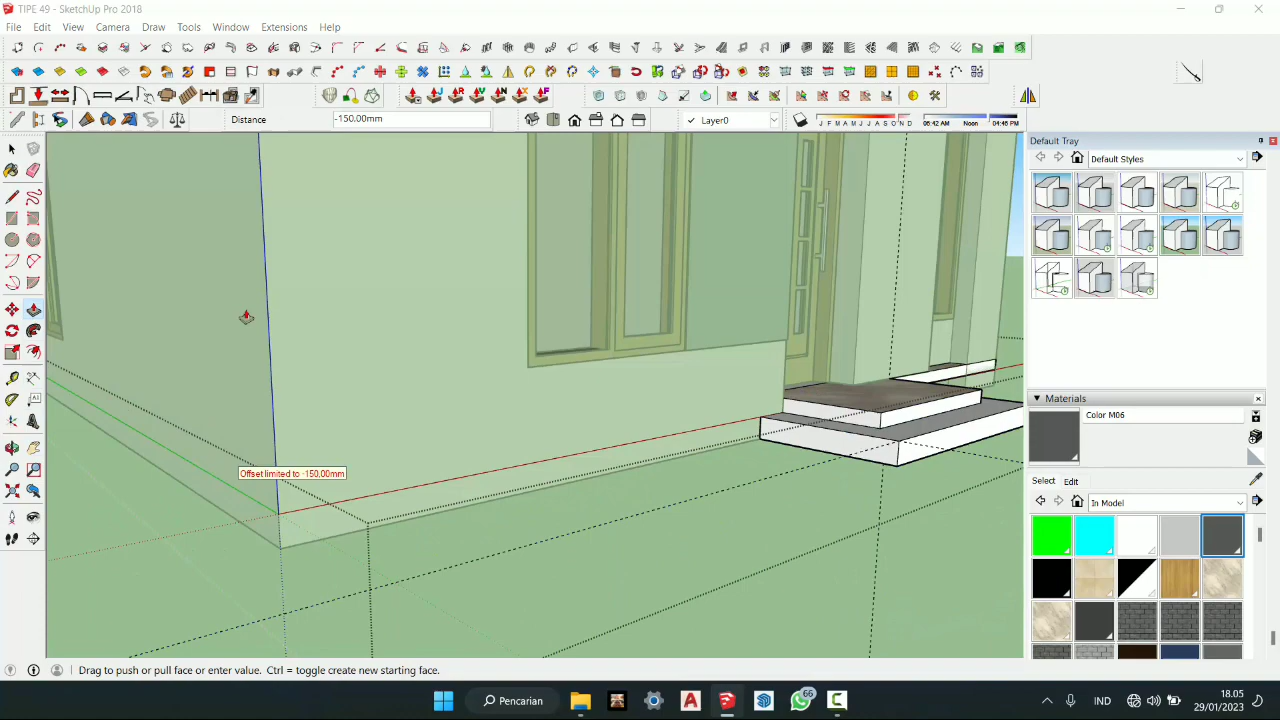 TIPE 49 - SketchUp Pro 2018
File Edit View Camera Draw Tools Window Extensions Help
Distance -150,00mm
✓ Layer0
J F M A M J J A S O N D
06:42 AM Noon 04:46 PM
Default Tray
Default Styles
Offset limited to -150,00mm
Materials
Color M06
Select Edit
In Model
Drag to push or pull face or enter value. Ctrl = toggle create new starting face.
Pencarian
66
IND
18.05
29/01/2023